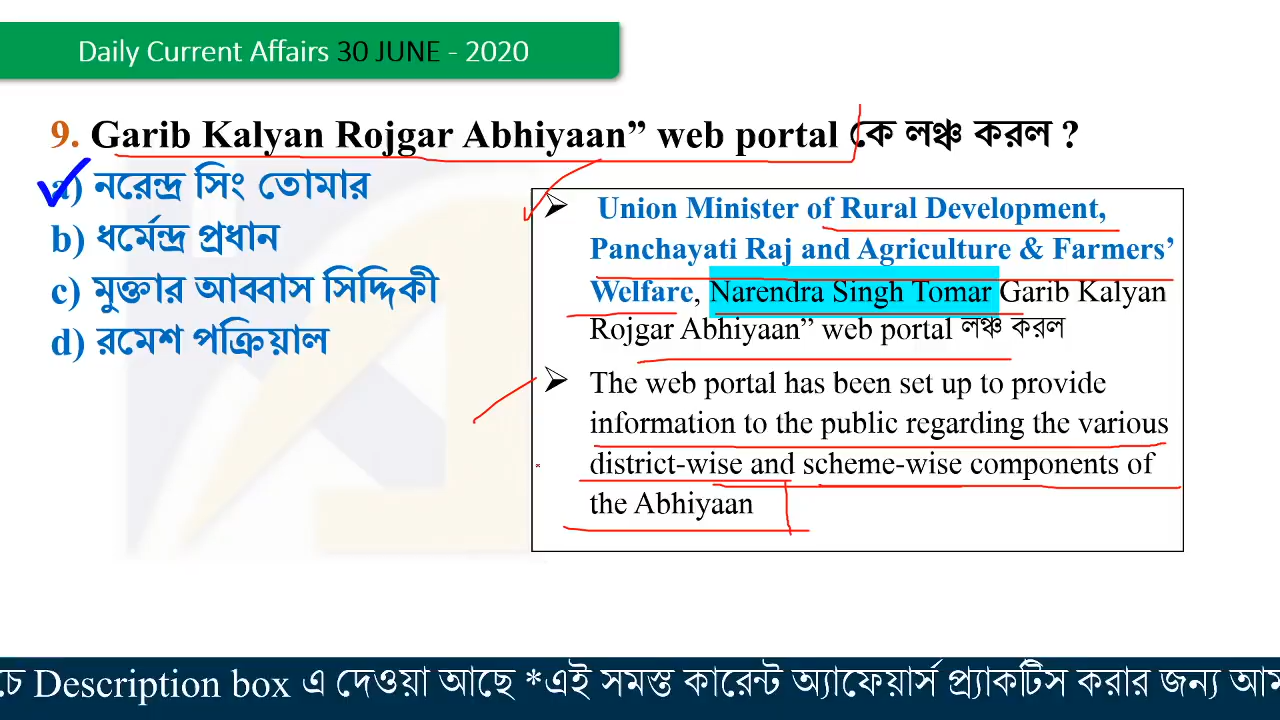 Daily Current Affairs 30 JUNE - 2020
9. Garib Kalyan Rojgar Abhiyaan” web portal কে লঞ্চ করল ?
a) নরেন্দ্র সিং তোমার
b) ধর্মেন্দ্র প্রধান
c) মুক্তার আব্বাস সিদ্দিকী
d) রমেশ পক্রিয়াল
Union Minister of Rural Development,
Panchayati Raj and Agriculture & Farmers’
Welfare, Narendra Singh Tomar Garib Kalyan
Rojgar Abhiyaan” web portal লঞ্চ করল
The web portal has been set up to provide
information to the public regarding the various
district-wise and scheme-wise components of
the Abhiyaan
চে Description box এ দেওয়া আছে *এই সমস্ত কারেন্ট অ্যাফেয়ার্স প্র্যাকটিস করার জন্য আম